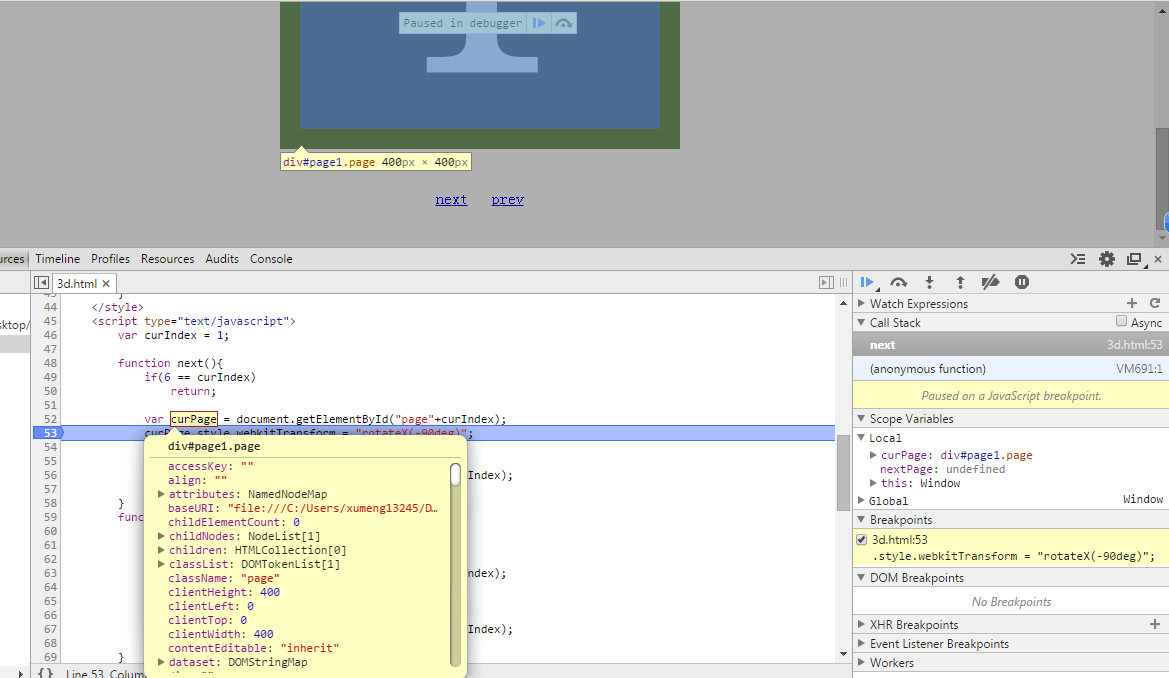 Paused in debugger
div#page1.page 400px × 400px
next prev
urces Timeline Profiles Resources Audits Console
3d.html ×
sktop/
44 </style>
45 <script type="text/javascript">
46 var curIndex = 1;
47
48 function next(){
49 if(6 == curIndex)
50 return;
51
52 var curPage = document.getElementById("page"+curIndex);
53 curPage.style.webkitTransform = "rotateX(-90deg)";
54
55
56 Index);
57
58 }
59 func
60
61
62
63 ndex);
64
65
66
67 Index);
68
69 }
div#page1.page
accessKey: ""
align: ""
attributes: NamedNodeMap
baseURI: "file:///C:/Users/xumeng13245/D…
childElementCount: 0
childNodes: NodeList[1]
children: HTMLCollection[0]
classList: DOMTokenList[1]
className: "page"
clientHeight: 400
clientLeft: 0
clientTop: 0
clientWidth: 400
contentEditable: "inherit"
dataset: DOMStringMap
{} Line 53, Colum
Watch Expressions
Call Stack Async
next 3d.html:53
(anonymous function) VM691:1
Paused on a JavaScript breakpoint.
Scope Variables
Local
curPage: div#page1.page
nextPage: undefined
this: Window
Global Window
Breakpoints
3d.html:53
.style.webkitTransform = "rotateX(-90deg)";
DOM Breakpoints
No Breakpoints
XHR Breakpoints
Event Listener Breakpoints
Workers